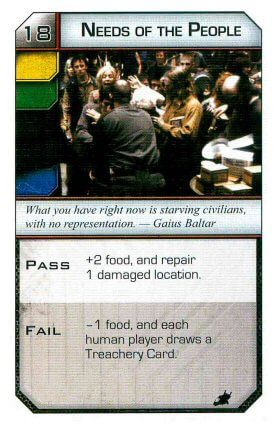 18 NEEDS OF THE PEOPLE
What you have right now is starving civilians,
with no representation. — Gaius Baltar
PASS +2 food, and repair
1 damaged location.
FAIL –1 food, and each
human player draws a
Treachery Card.